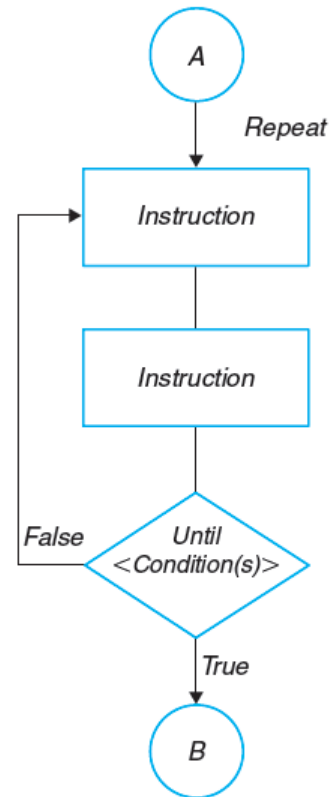 A
Repeat
Instruction
Instruction
Until
<Condition(s)>
False
True
B